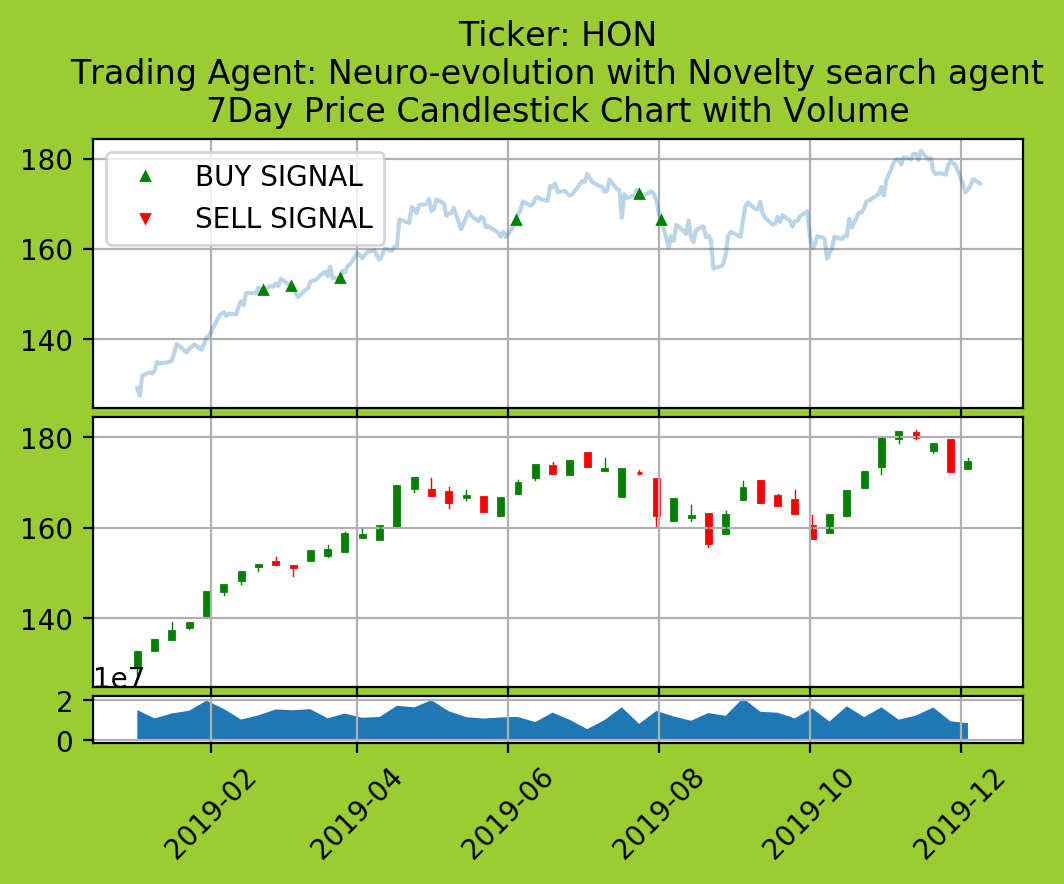 Ticker: HON
Trading Agent: Neuro-evolution with Novelty search agent
7Day Price Candlestick Chart with Volume
180
160
140
BUY SIGNAL
SELL SIGNAL
180
160
140
1e7
2
0
2019-02
2019-04
2019-06
2019-08
2019-10
2019-12